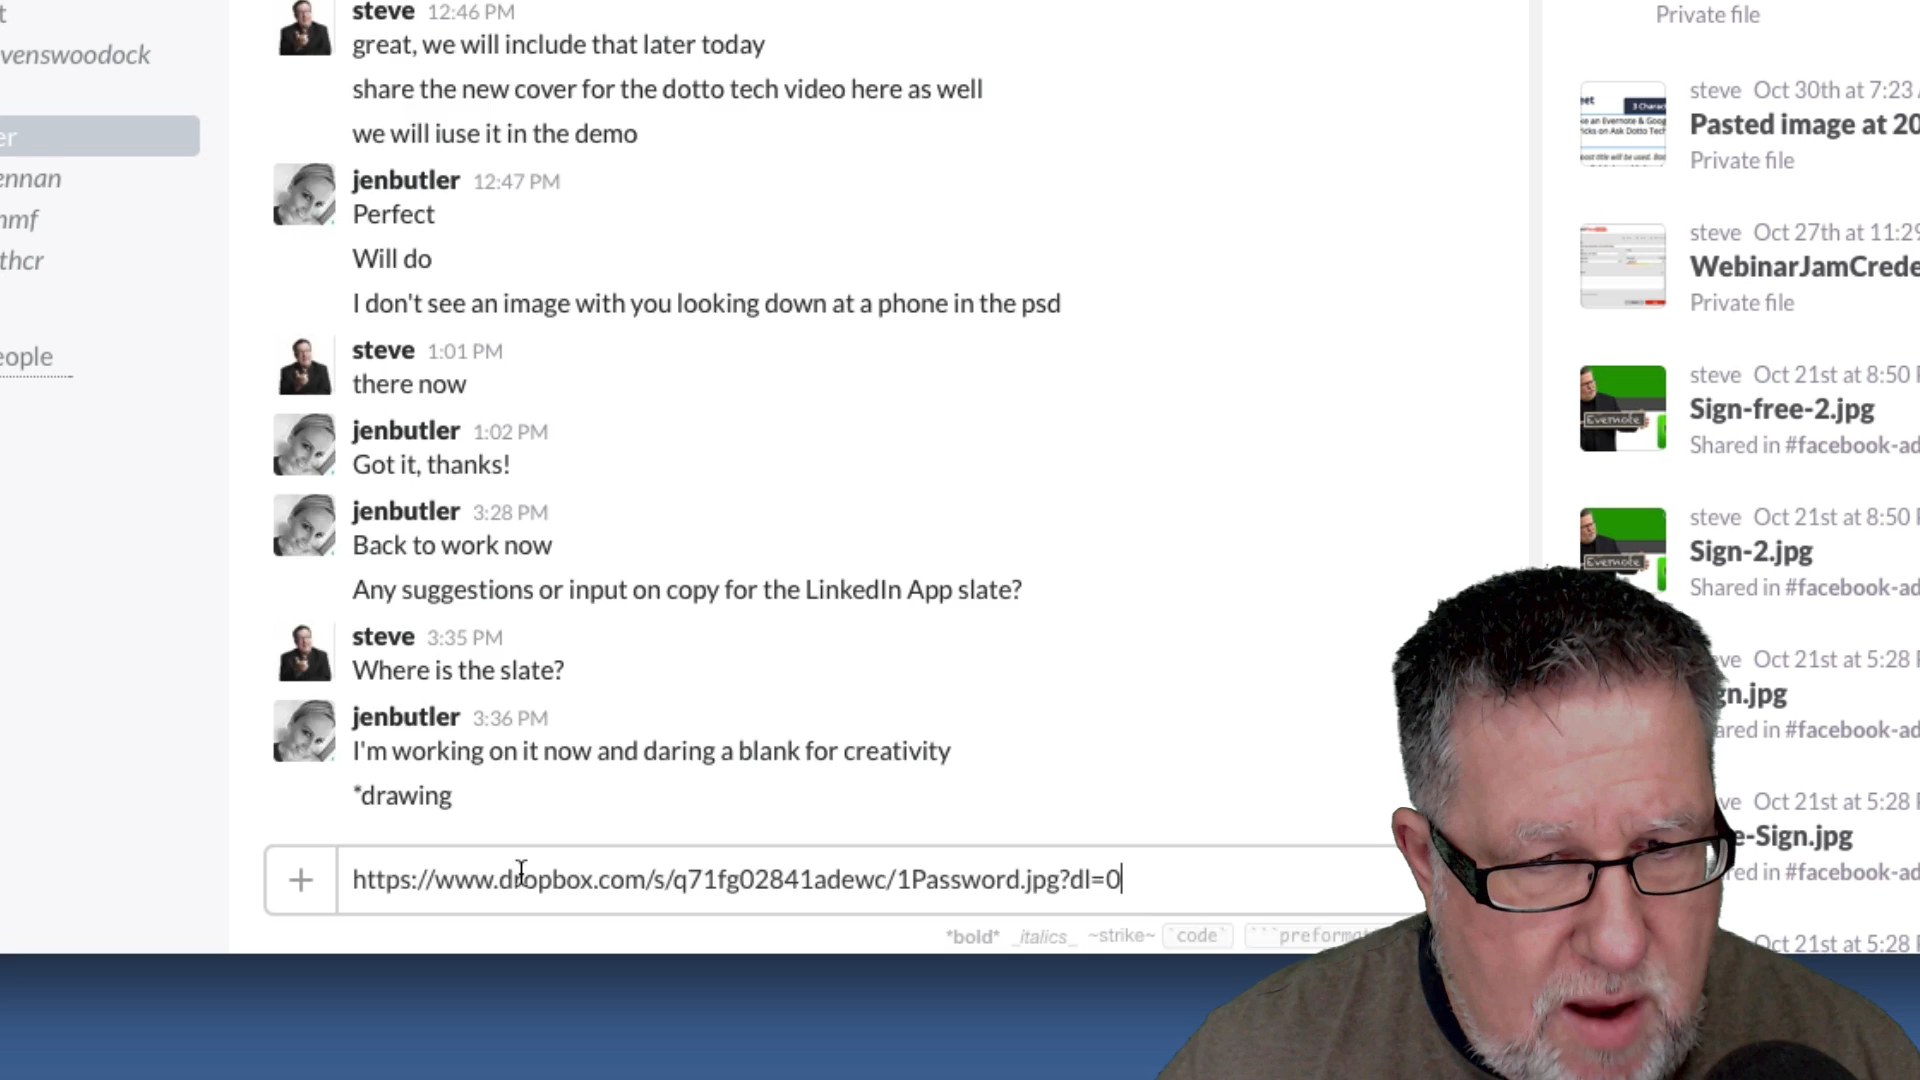 t
venswoodock
er
ennan
mf
thcr
eople
steve 12:46 PM
great, we will include that later today
share the new cover for the dotto tech video here as well
we will iuse it in the demo
jenbutler 12:47 PM
Perfect
Will do
I don't see an image with you looking down at a phone in the psd
steve 1:01 PM
there now
jenbutler 1:02 PM
Got it, thanks!
jenbutler 3:28 PM
Back to work now
Any suggestions or input on copy for the LinkedIn App slate?
steve 3:35 PM
Where is the slate?
jenbutler 3:36 PM
I'm working on it now and daring a blank for creativity
*drawing
+ https://www.dropbox.com/s/q71fg02841adewc/1Password.jpg?dl=0
*bold* _italics_ ~strike~ `code` ```preformat
Private file
steve Oct 30th at 7:23
Pasted image at 20
Private file
steve Oct 27th at 11:29
WebinarJamCrede
Private file
steve Oct 21st at 8:50 P
Sign-free-2.jpg
Shared in #facebook-ad
steve Oct 21st at 8:50 P
Sign-2.jpg
Shared in #facebook-ad
ve Oct 21st at 5:28 P
gn.jpg
ared in #facebook-ad
ve Oct 21st at 5:28 P
e-Sign.jpg
red in #facebook-ad
Oct 21st at 5:28 P